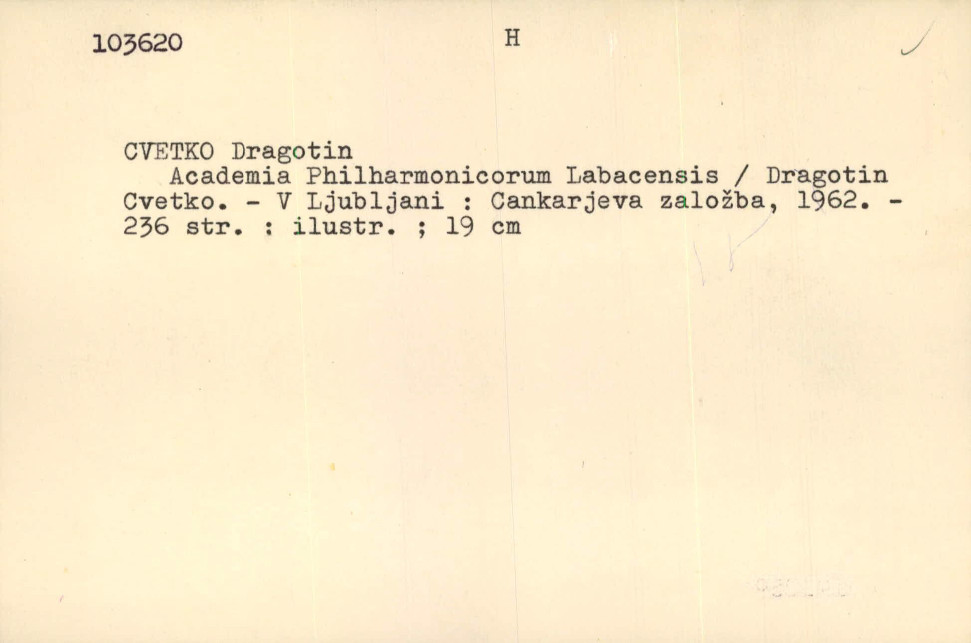 103620 H
CVETKO Dragotin
Academia Philharmonicorum Labacensis / Dragotin
Cvetko. - V Ljubljani : Cankarjeva založba, 1962. -
236 str. : ilustr. ; 19 cm